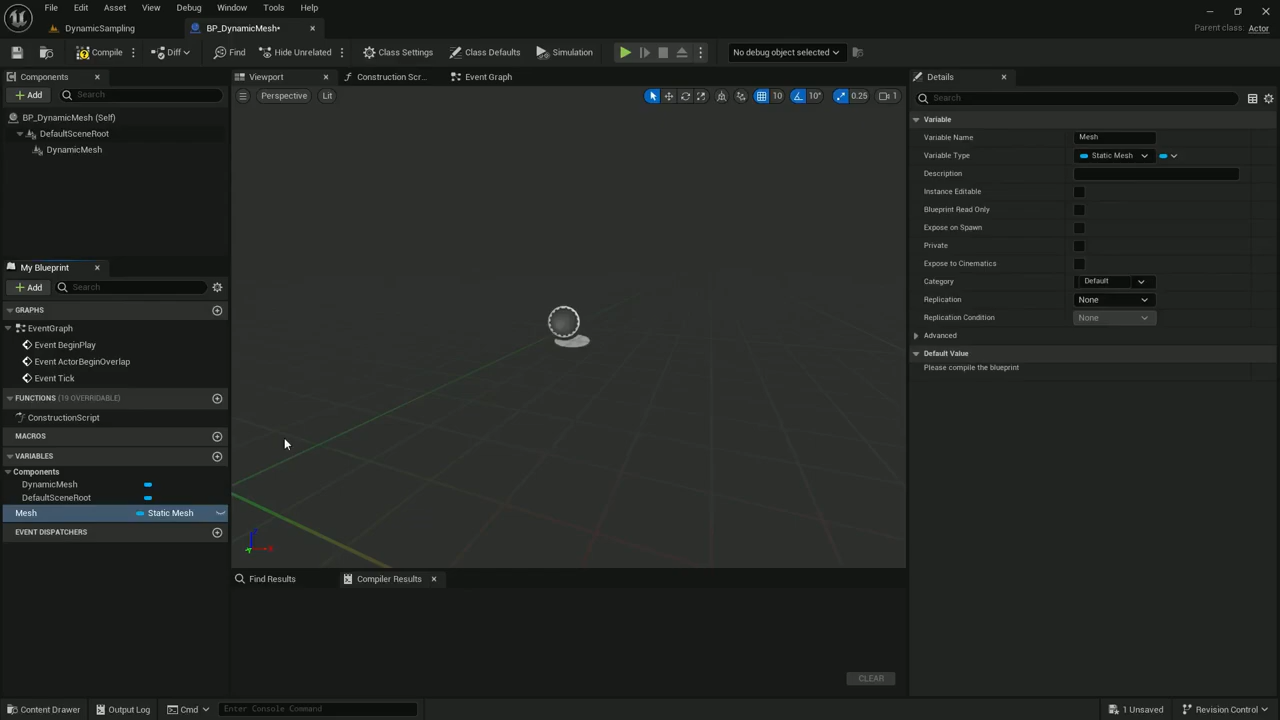 File Edit Asset View Debug Window Tools Help
DynamicSampling BP_DynamicMesh• Parent class: Actor
Compile Diff Find Hide Unrelated Class Settings Class Defaults Simulation No debug object selected
Components Viewport Construction Scr... Event Graph Details
Add Search Perspective Lit 10 10° 0.25 1 Search
BP_DynamicMesh (Self)
DefaultSceneRoot
DynamicMesh
Variable
Variable Name Mesh
Variable Type Static Mesh
Description
Instance Editable
Blueprint Read Only
Expose on Spawn
Private
Expose to Cinematics
Category Default
Replication None
Replication Condition None
Advanced
Default Value
Please compile the blueprint
My Blueprint
Add Search
GRAPHS
EventGraph
Event BeginPlay
Event ActorBeginOverlap
Event Tick
FUNCTIONS (19 OVERRIDABLE)
ConstructionScript
MACROS
VARIABLES
Components
DynamicMesh
DefaultSceneRoot
Mesh Static Mesh
EVENT DISPATCHERS
Find Results Compiler Results
CLEAR
Content Drawer Output Log Cmd Enter Console Command 1 Unsaved Revision Control